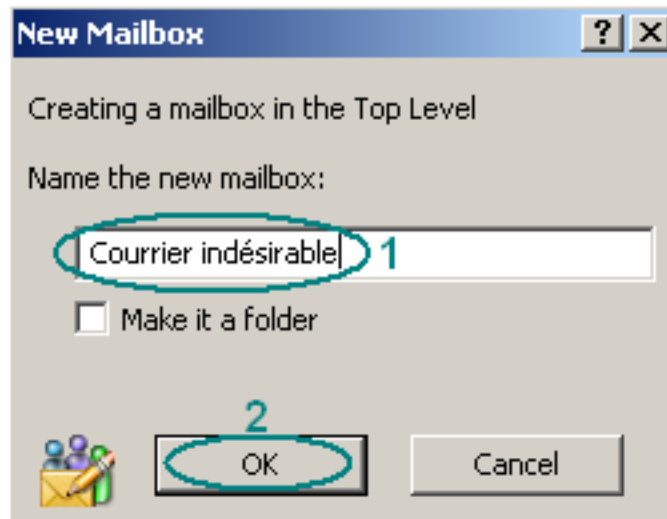 New Mailbox
Creating a mailbox in the Top Level
Name the new mailbox:
Courrier indésirable 1
Make it a folder
2
OK Cancel